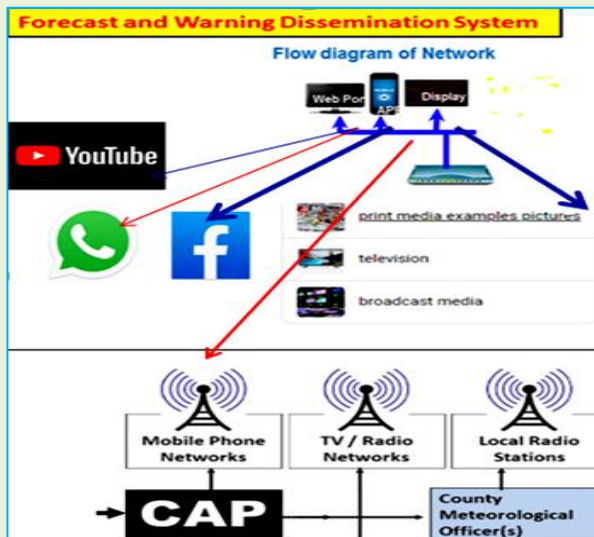 Forecast and Warning Dissemination System
Flow diagram of Network
Web Por
APP
Display
YouTube
print media examples pictures
television
broadcast media
Mobile Phone
Networks
TV / Radio
Networks
Local Radio
Stations
CAP
County
Meteorological
Officer{s)